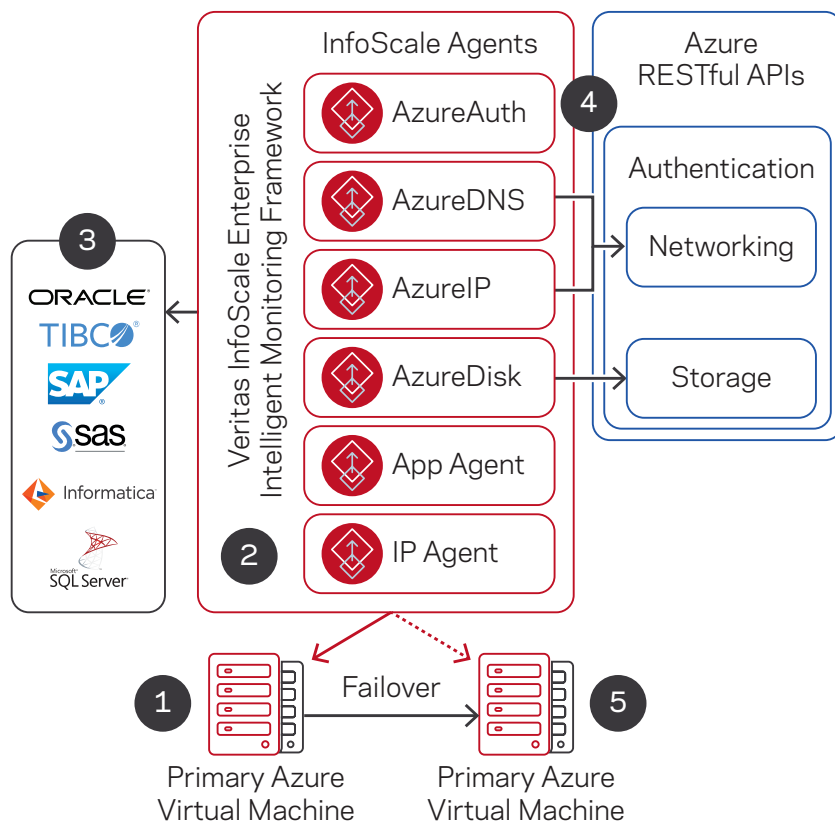 InfoScale Agents
Azure
RESTful APIs
4
AzureAuth
Authentication
AzureDNS
Networking
AzureIP
AzureDisk
Storage
App Agent
IP Agent
Veritas InfoScale Enterprise
Intelligent Monitoring Framework
2
3
ORACLE®
TIBCO®
SAP®
sas
Informatica
Microsoft®
SQL Server®
1
Failover
5
Primary Azure
Virtual Machine
Primary Azure
Virtual Machine